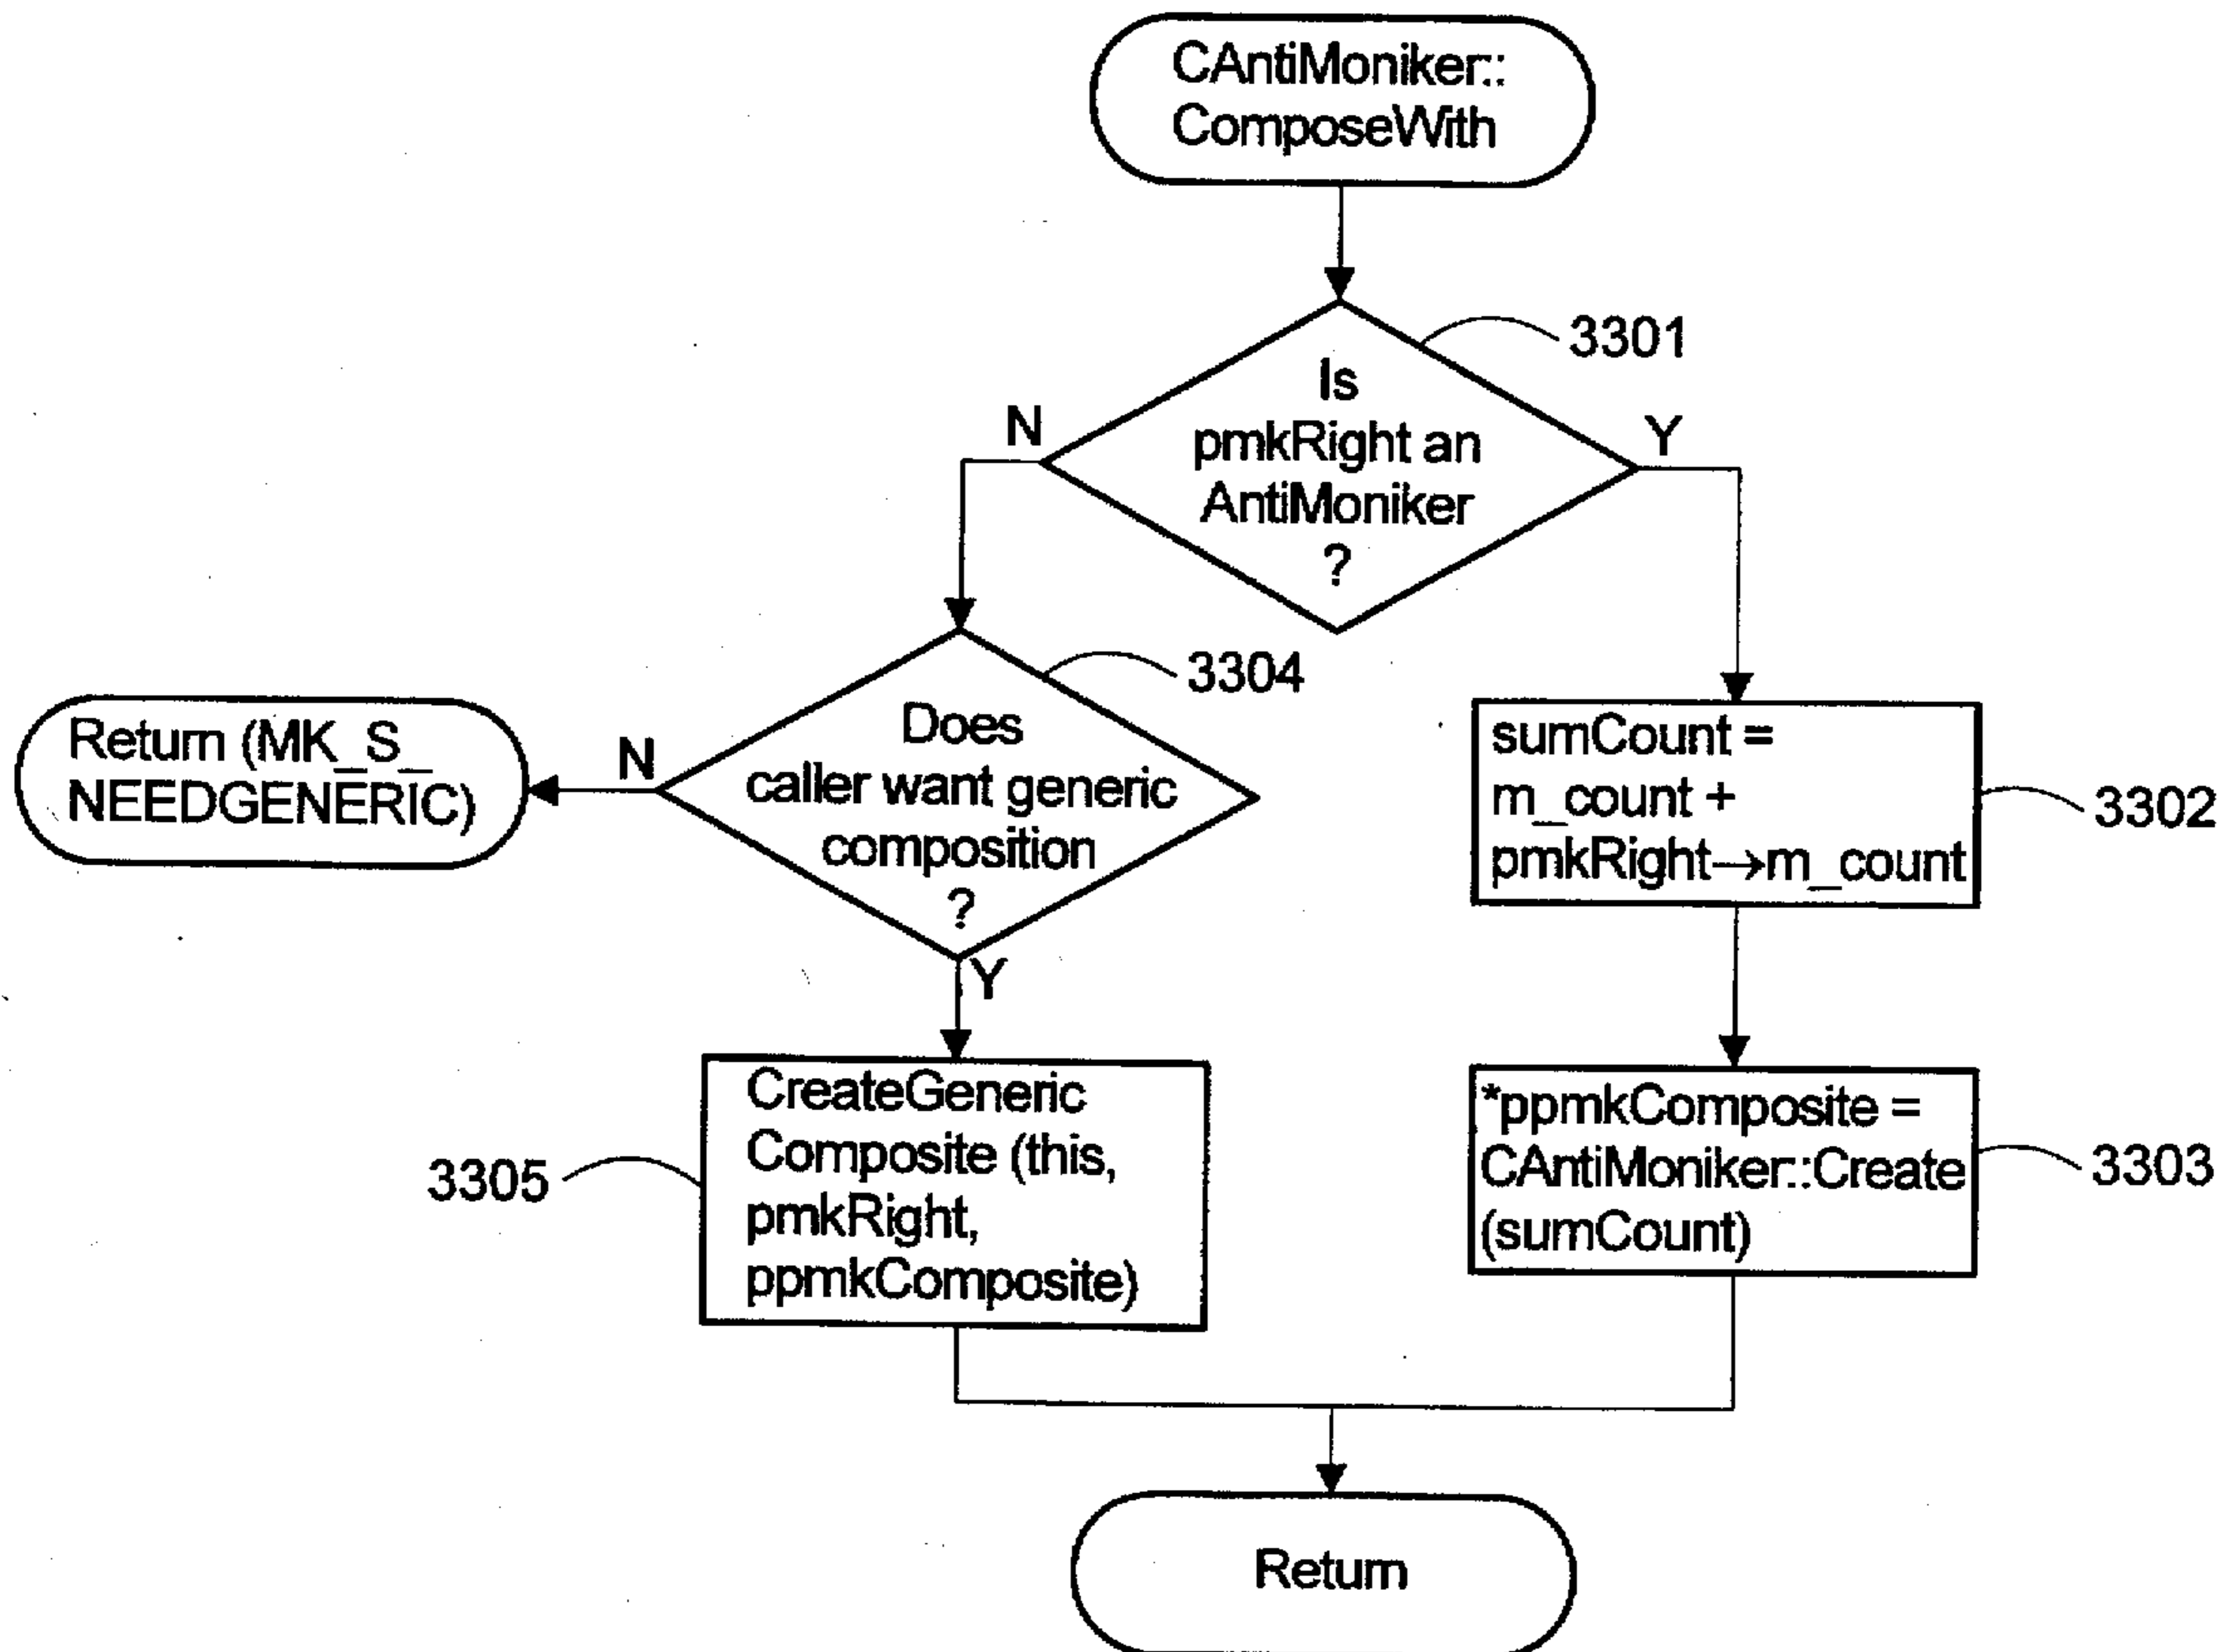 CAntiMoniker::
ComposeWith
3301
Is
pmkRight an
AntiMoniker
?
N
Y
3304
Does
caller want generic
composition
?
N
Y
Return (MK_S_
NEEDGENERIC)
sumCount =
m_count +
pmkRight→m_count
3302
CreateGeneric
Composite (this,
pmkRight,
ppmkComposite)
3305
*ppmkComposite =
CAntiMoniker::Create
(sumCount)
3303
Return